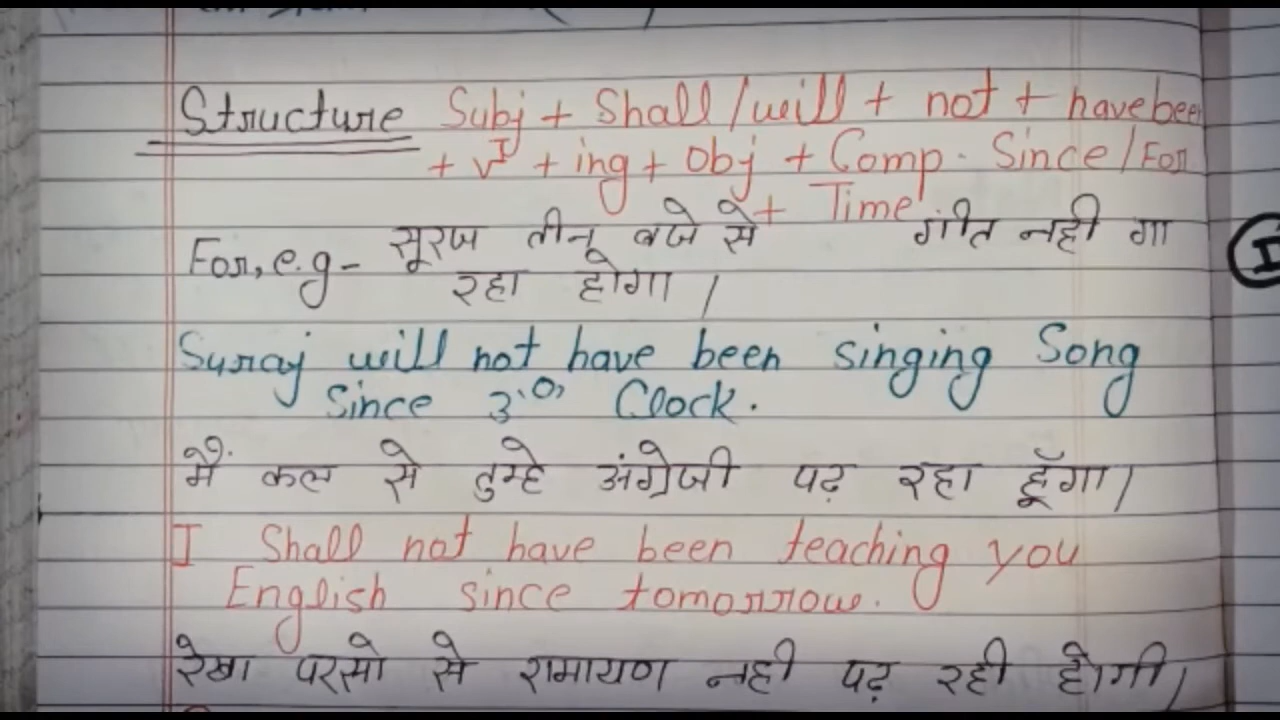 Structure Subj + Shall/will + not + have been
+ v^I + ing + Obj + Comp. Since/For
+ Time
For, e.g - सूरज तीन बजे से गीत नही गा
रहा होगा।
Suraj will not have been singing Song
Since 3'O' Clock.
मैं कल से तुम्हे अंग्रेजी पढ़ रहा हूँगा।
I Shall not have been teaching you
English since tomorrow.
रेखा परसो से रामायण नही पढ़ रही होगी।